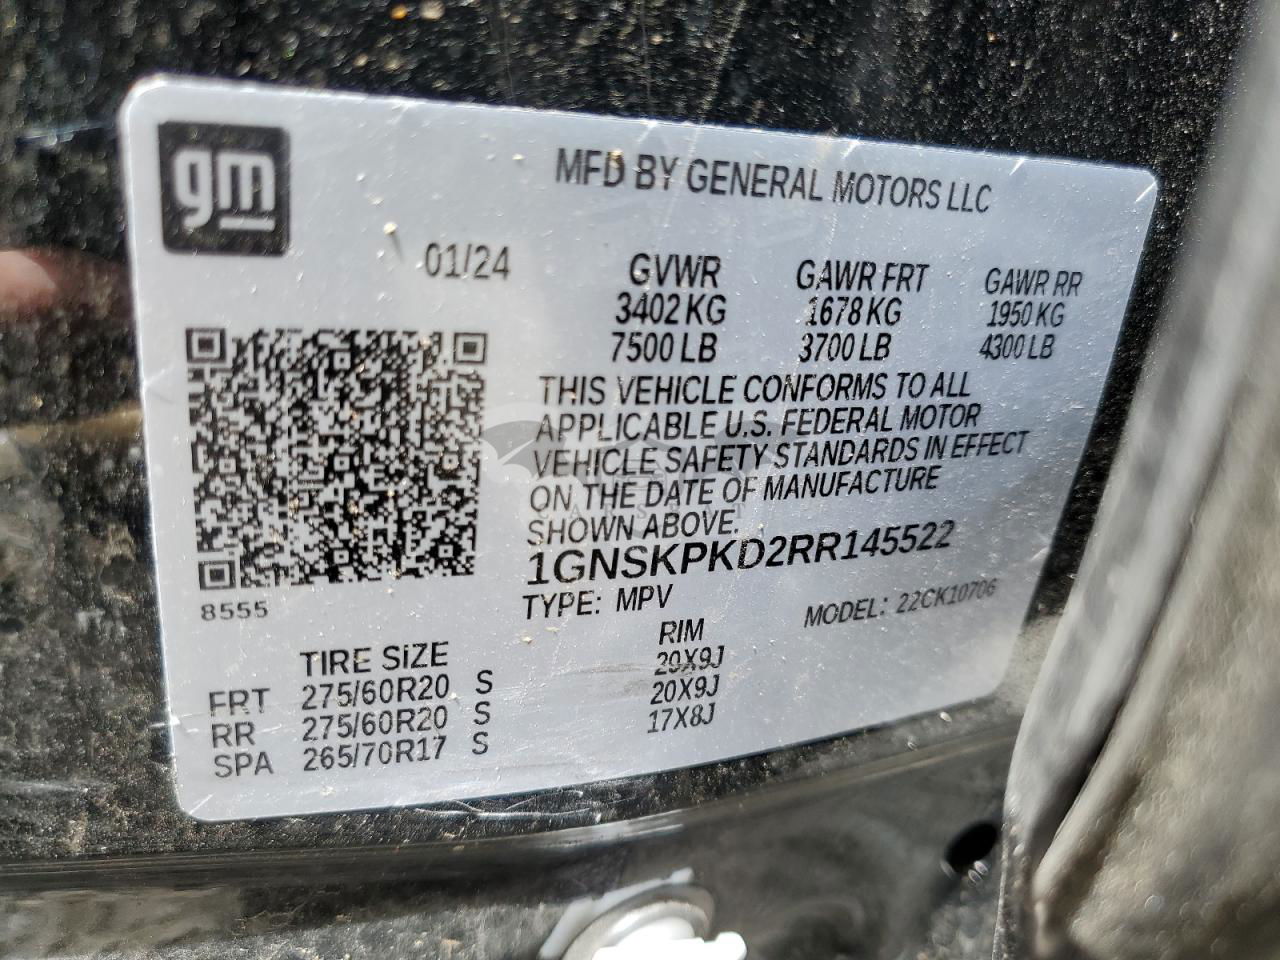 gm
MFD BY GENERAL MOTORS LLC
01/24
GVWR GAWR FRT GAWR RR
3402 KG 1678 KG 1950 KG
7500 LB 3700 LB 4300 LB
THIS VEHICLE CONFORMS TO ALL
APPLICABLE U.S. FEDERAL MOTOR
VEHICLE SAFETY STANDARDS IN EFFECT
ON THE DATE OF MANUFACTURE
SHOWN ABOVE.
1GNSKPKD2RR145522
TYPE: MPV MODEL: 22CK10706
8555
TIRE SIZE RIM
FRT 275/60R20 S 20X9J
RR 275/60R20 S 20X9J
SPA 265/70R17 S 17X8J